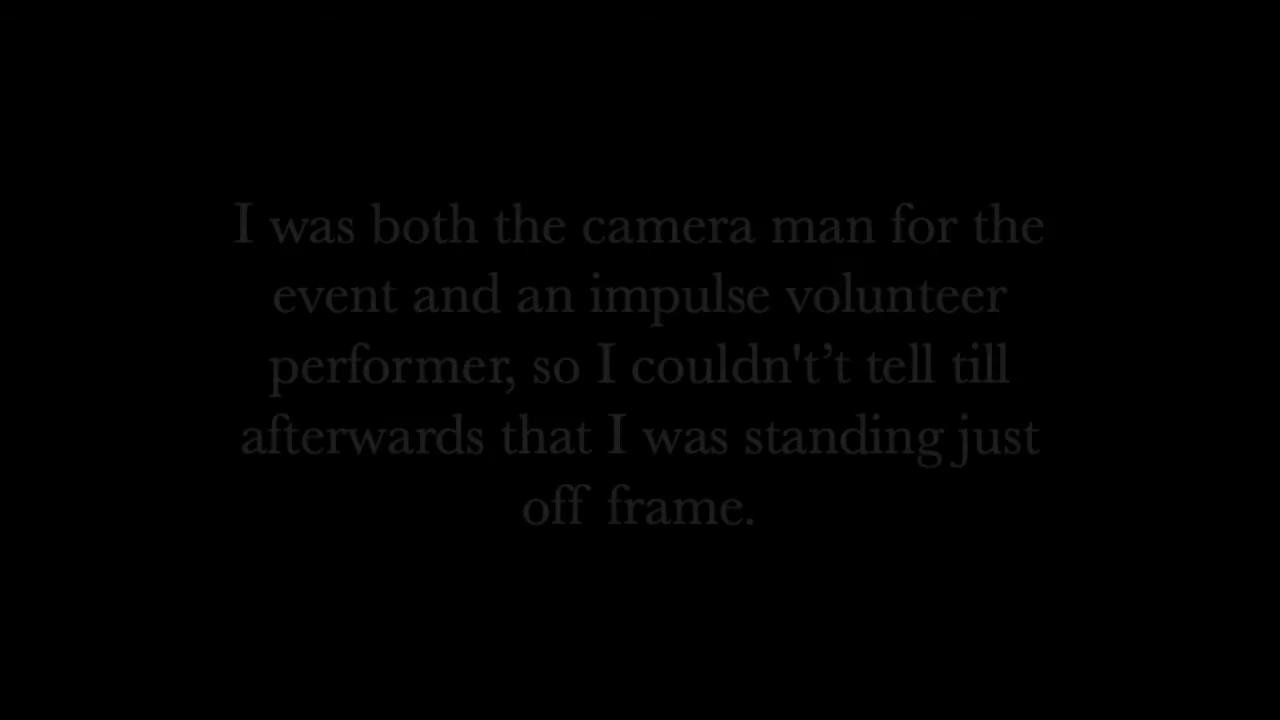 I was both the camera man for the
event and an impulse volunteer
performer, so I couldn't’t tell till
afterwards that I was standing just
off frame.